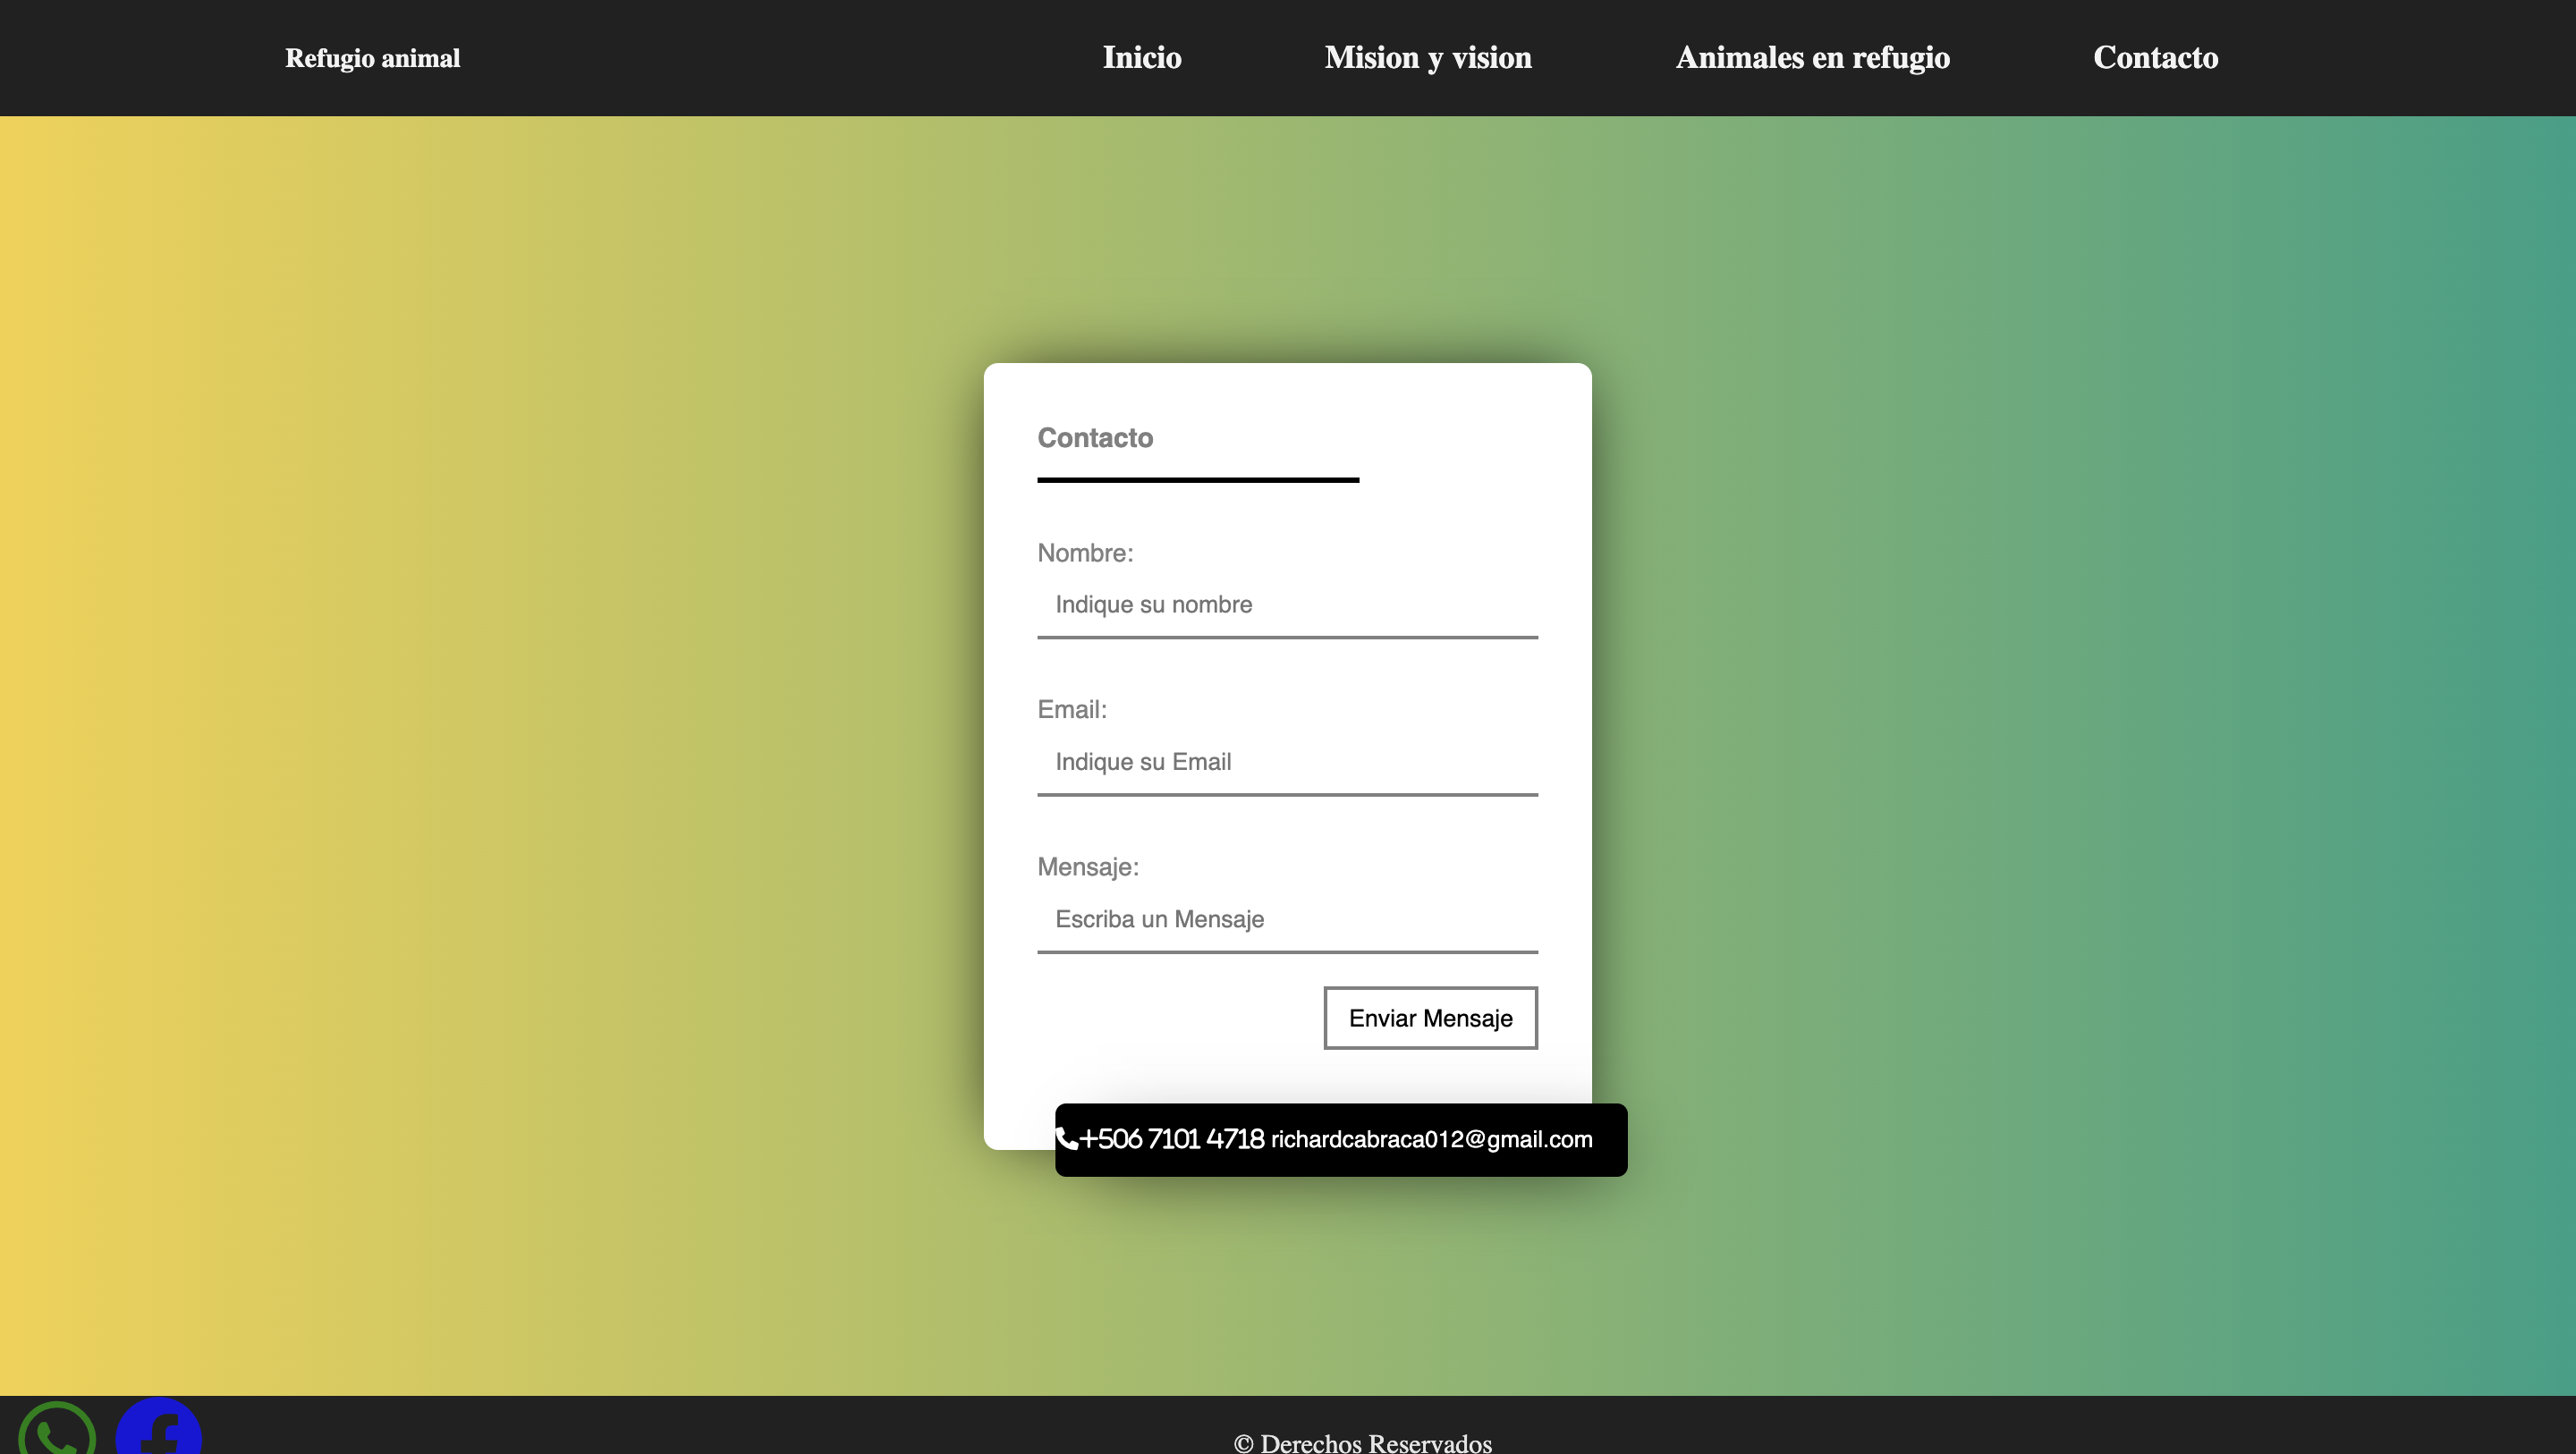 Refugio animal
Inicio
Mision y vision
Animales en refugio
Contacto
Contacto
Nombre:
Indique su nombre
Email:
Indique su Email
Mensaje:
Escriba un Mensaje
Enviar Mensaje
+506 7101 4718 richardcabraca012@gmail.com
© Derechos Reservados